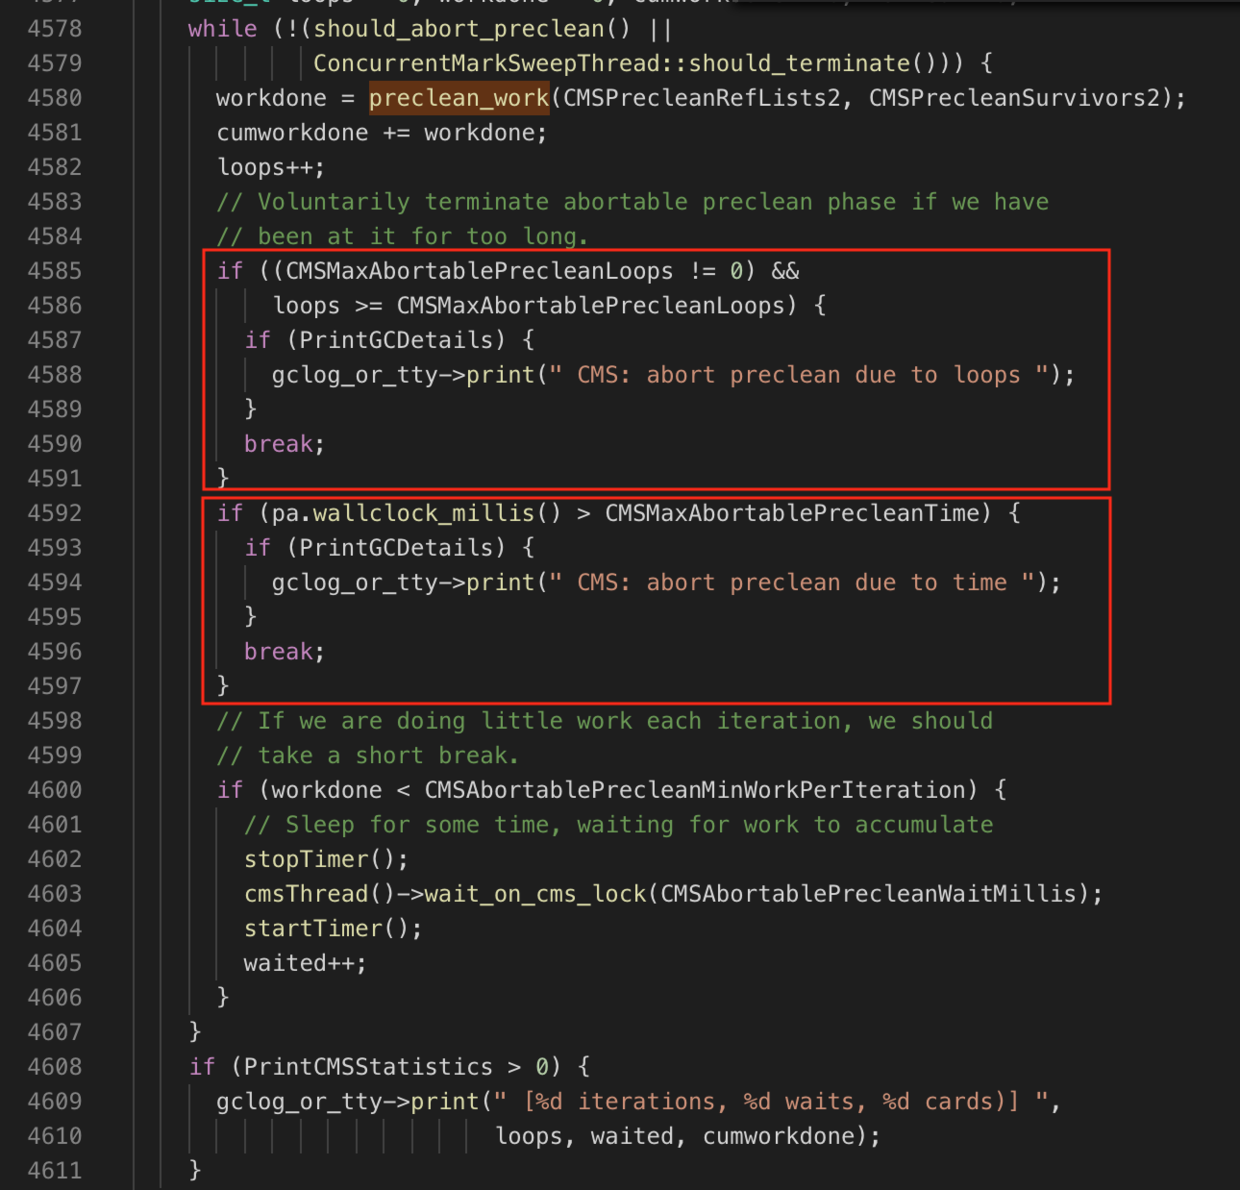 4578 while (!(should_abort_preclean() ||
4579 ConcurrentMarkSweepThread::should_terminate())) {
4580 workdone = preclean_work(CMSPrecleanRefLists2, CMSPrecleanSurvivors2);
4581 cumworkdone += workdone;
4582 loops++;
4583 // Voluntarily terminate abortable preclean phase if we have
4584 // been at it for too long.
4585 if ((CMSMaxAbortablePrecleanLoops != 0) &&
4586 loops >= CMSMaxAbortablePrecleanLoops) {
4587 if (PrintGCDetails) {
4588 gclog_or_tty->print(" CMS: abort preclean due to loops ");
4589 }
4590 break;
4591 }
4592 if (pa.wallclock_millis() > CMSMaxAbortablePrecleanTime) {
4593 if (PrintGCDetails) {
4594 gclog_or_tty->print(" CMS: abort preclean due to time ");
4595 }
4596 break;
4597 }
4598 // If we are doing little work each iteration, we should
4599 // take a short break.
4600 if (workdone < CMSAbortablePrecleanMinWorkPerIteration) {
4601 // Sleep for some time, waiting for work to accumulate
4602 stopTimer();
4603 cmsThread()->wait_on_cms_lock(CMSAbortablePrecleanWaitMillis);
4604 startTimer();
4605 waited++;
4606 }
4607 }
4608 if (PrintCMSStatistics > 0) {
4609 gclog_or_tty->print(" [%d iterations, %d waits, %d cards)] ",
4610 loops, waited, cumworkdone);
4611 }